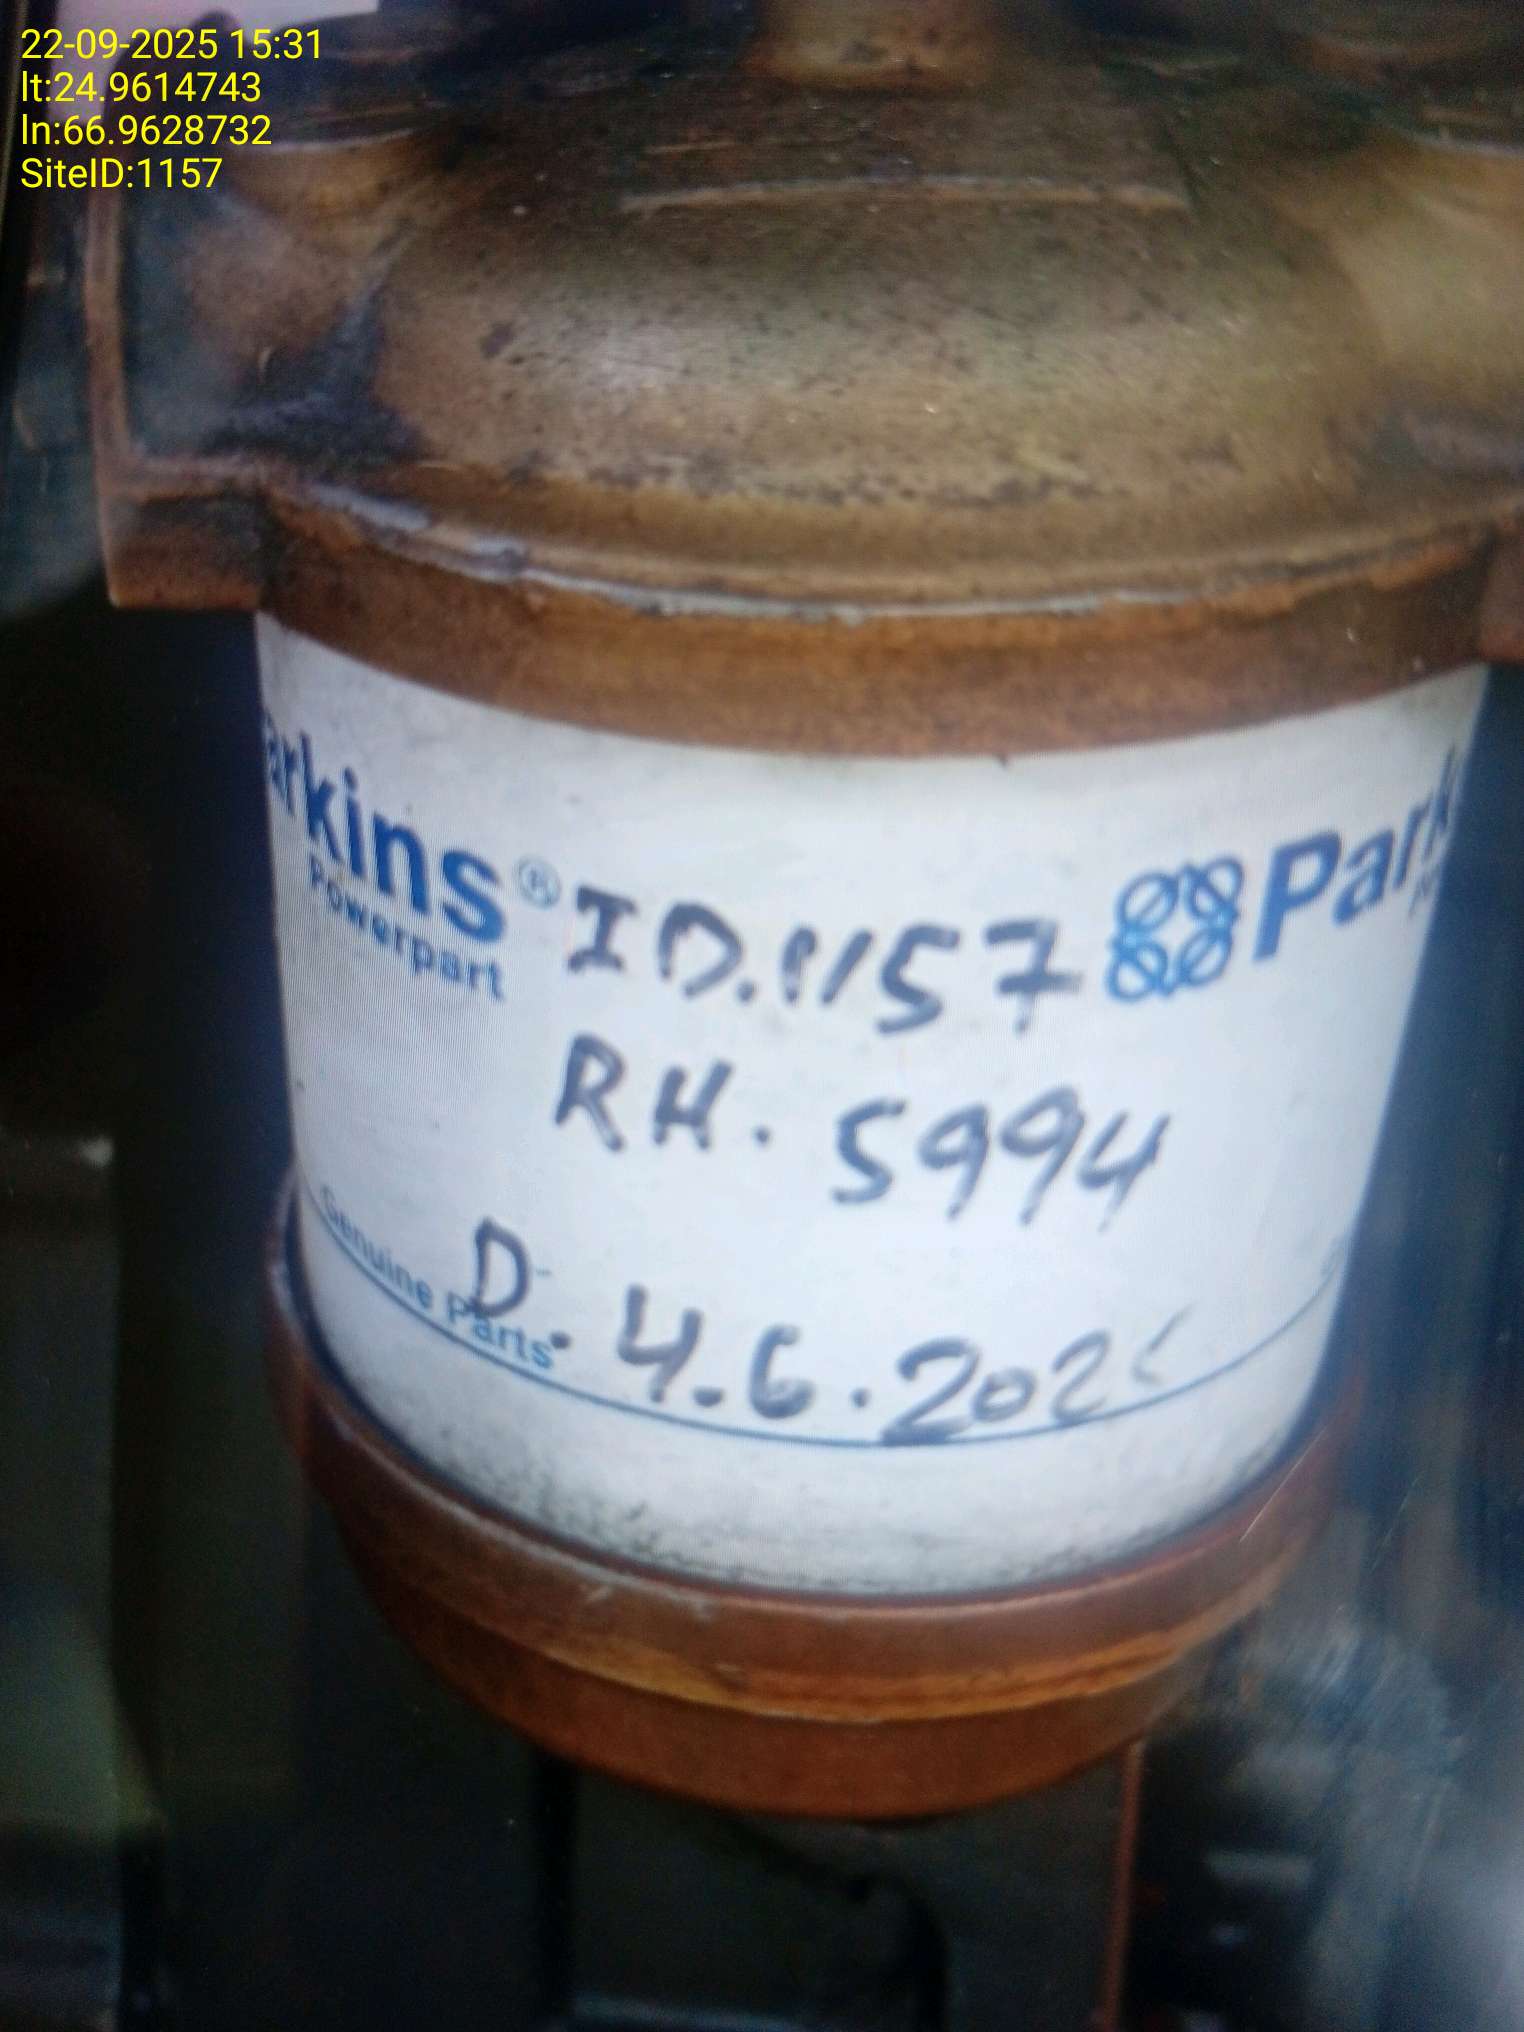 22-09-2025 15:31
lt:24.9614743
ln:66.9628732
SiteID:1157
arkins®
Powerpart
Park
ID.1157
RH. 5994
Genuine Parts
D. 4.6.202